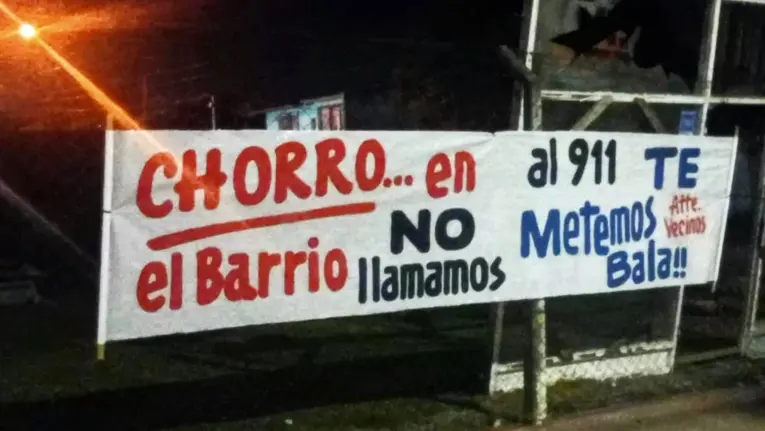 CHORRO... en
el Barrio
NO
llamamos
al 911 TE
Metemos
Bala!!
Atte.
Vecinos